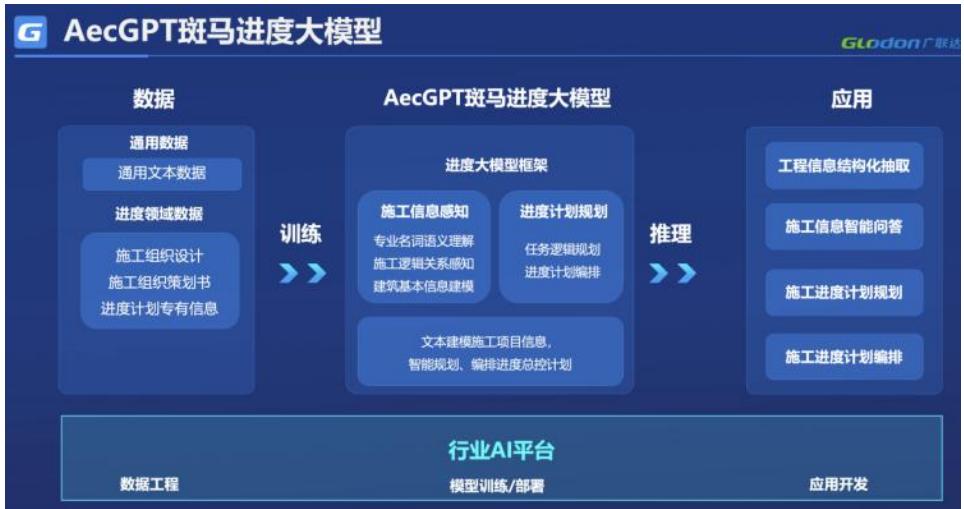 G AecGPT斑马进度大模型
GLodon广联达
数据
通用数据
通用文本数据
进度领域数据
施工组织设计
施工组织策划书
进度计划专有信息
训练
AecGPT斑马进度大模型
进度大模型框架
施工信息感知
专业名词语义理解
施工逻辑关系感知
建筑基本信息建模
进度计划规划
任务逻辑规划
进度计划编排
文本建模施工项目信息,
智能规划、编排进度总控计划
推理
应用
工程信息结构化抽取
施工信息智能问答
施工进度计划规划
施工进度计划编排
行业AI平台
数据工程
模型训练/部署
应用开发